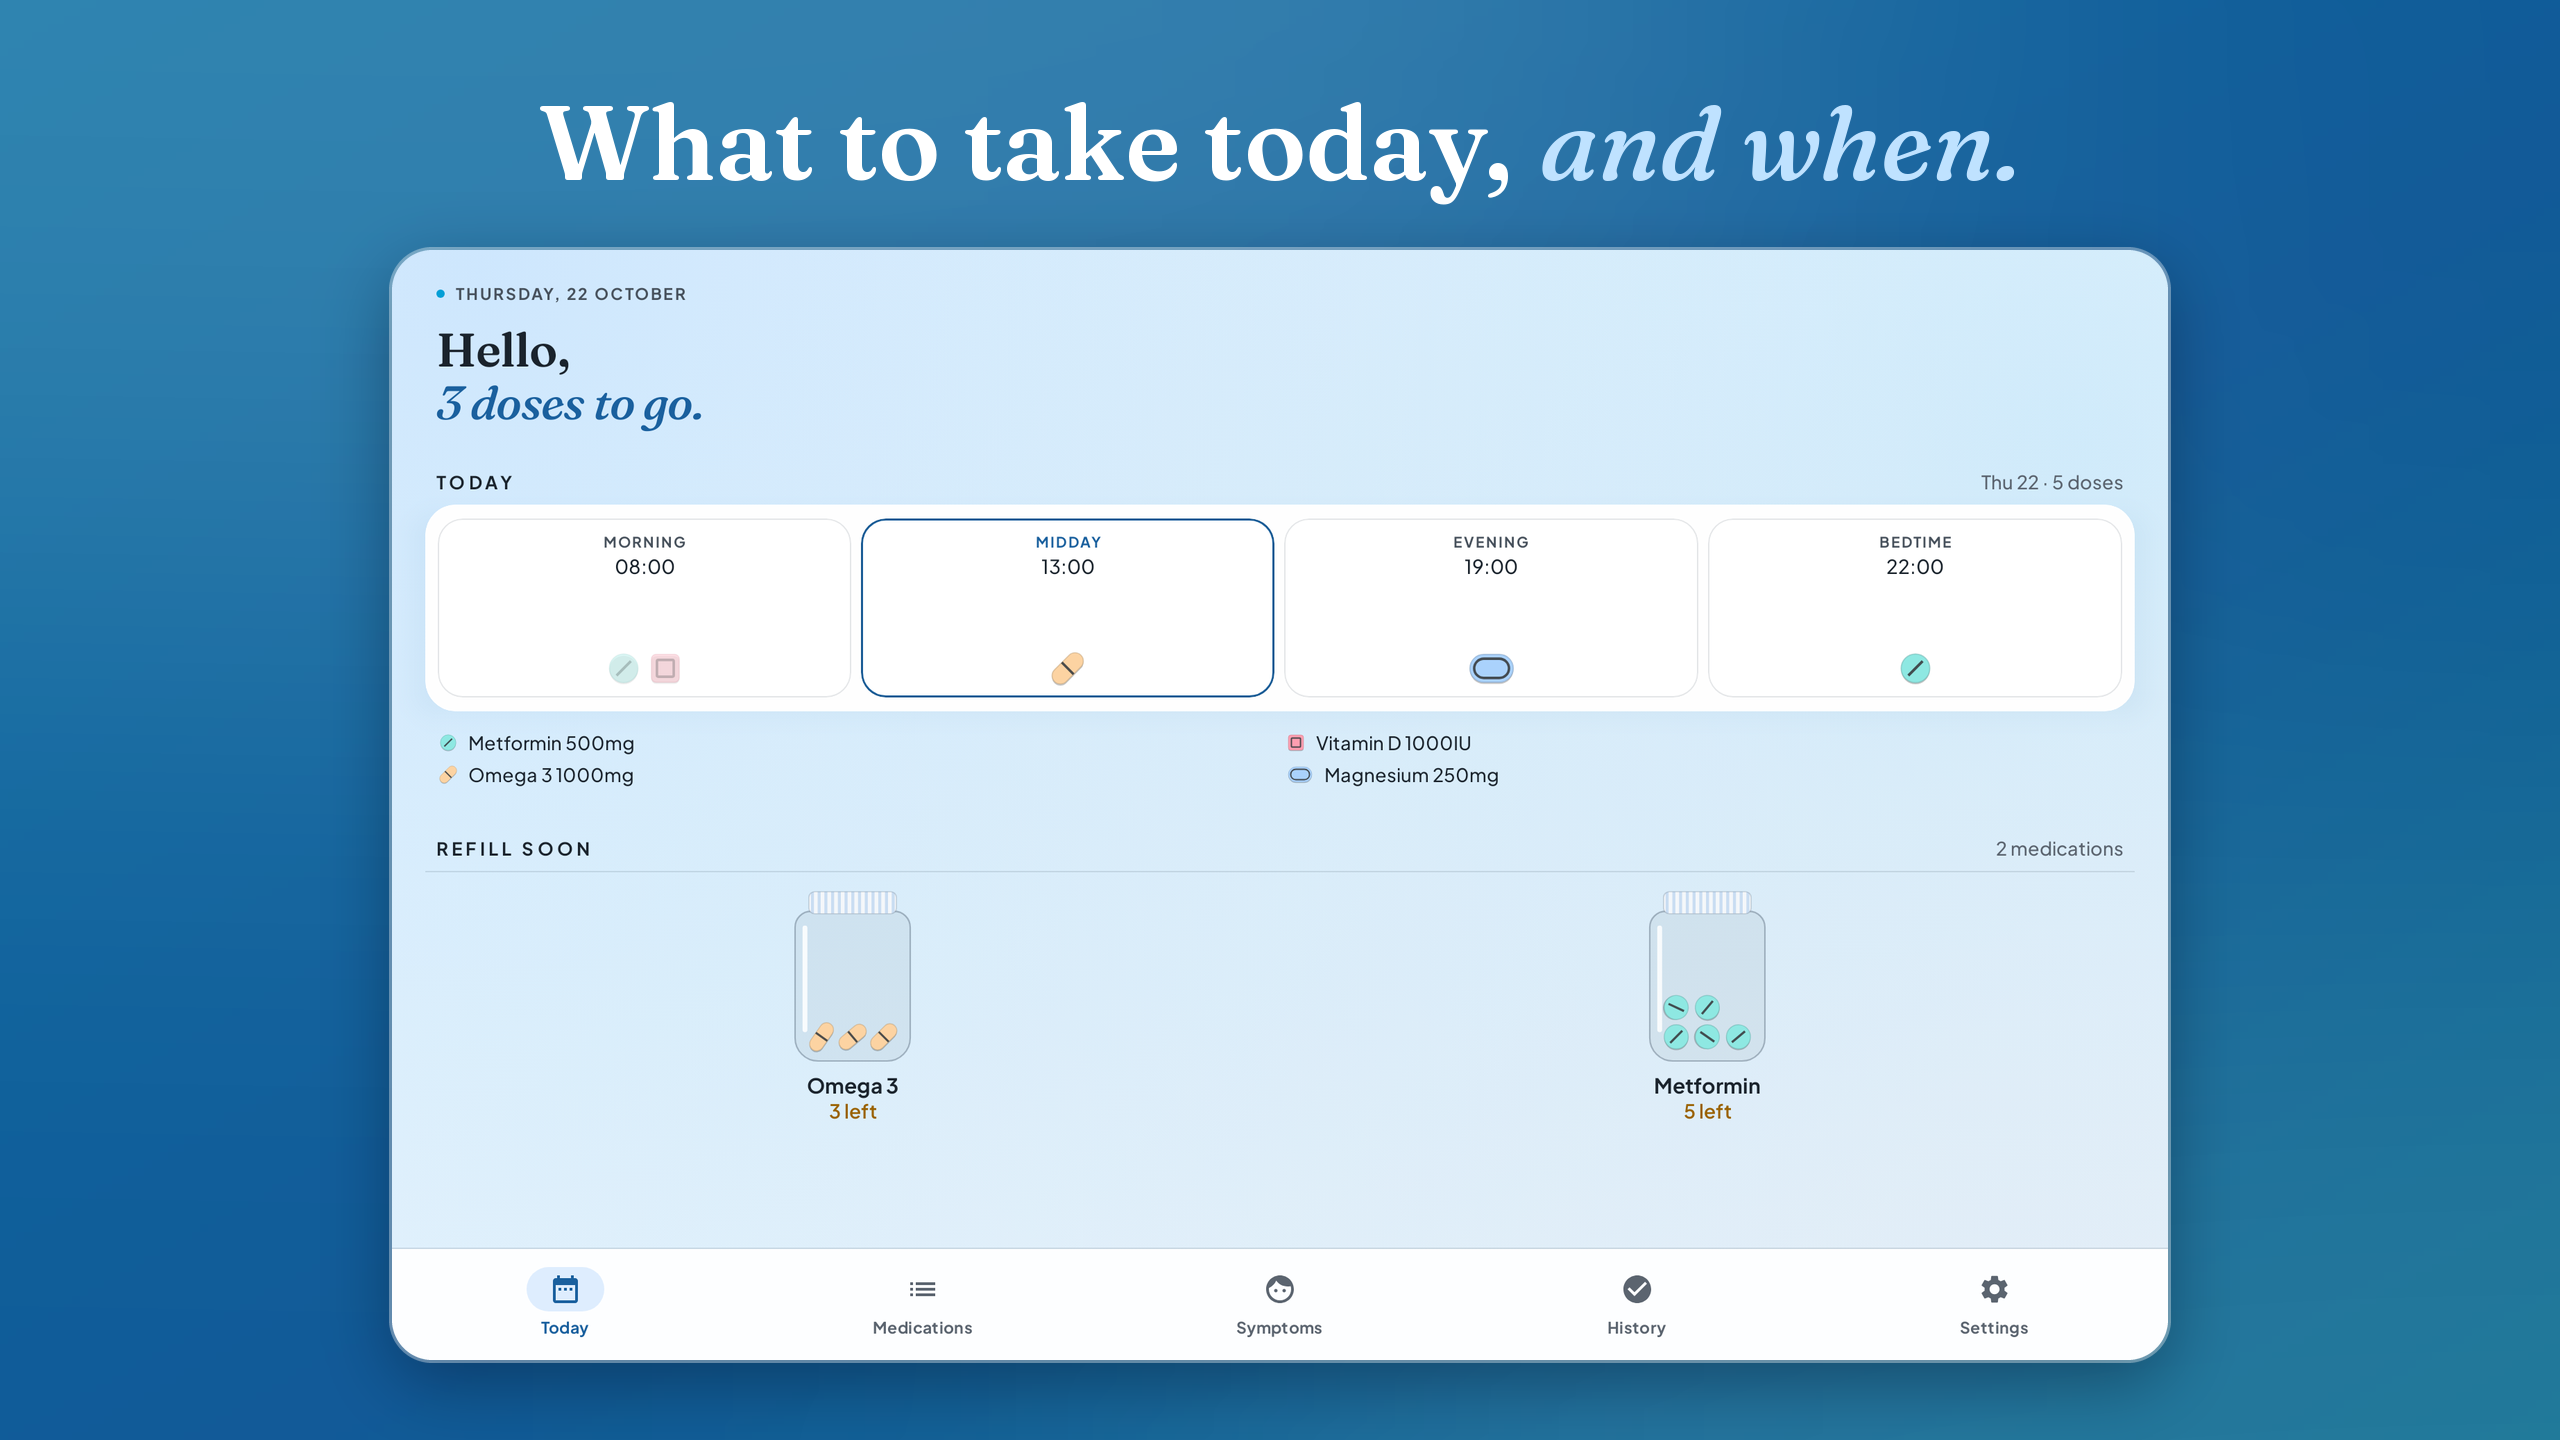 What to take today, and when.
THURSDAY, 22 OCTOBER
Hello,
3 doses to go.
TODAY
Thu 22 · 5 doses
MORNING
08:00
MIDDAY
13:00
EVENING
19:00
BEDTIME
22:00
Metformin 500mg
Vitamin D 1000IU
Omega 3 1000mg
Magnesium 250mg
REFILL SOON
2 medications
Omega 3
3 left
Metformin
5 left
Today
Medications
Symptoms
History
Settings